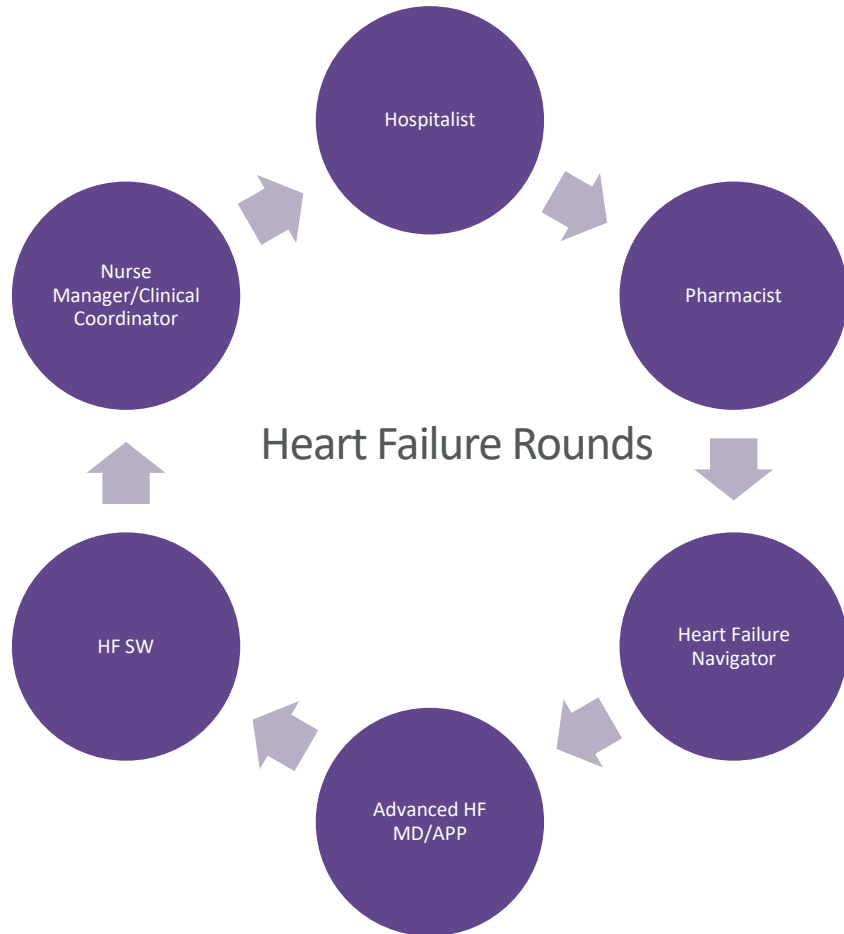 Hospitalist
Pharmacist
Heart Failure
Navigator
Advanced HF
MD/APP
HF SW
Nurse
Manager/Clinical
Coordinator
Heart Failure Rounds